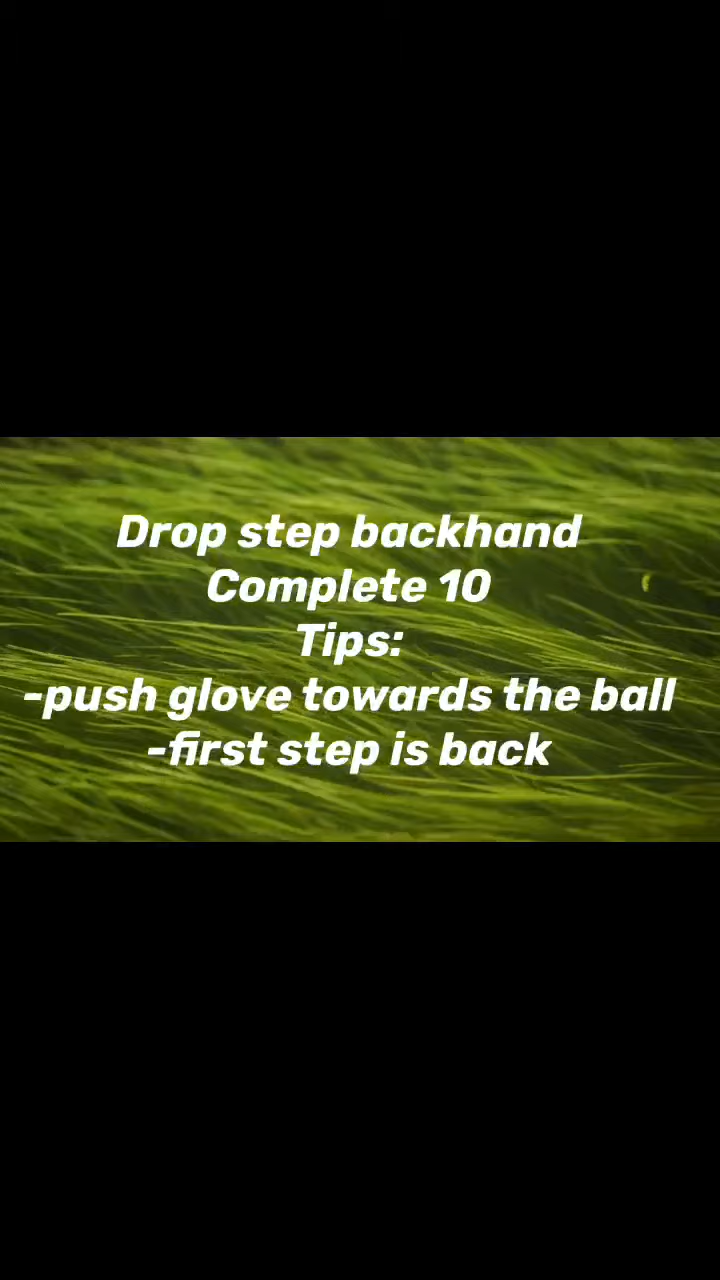 Drop step backhand
Complete 10
Tips:
-push glove towards the ball
-first step is back